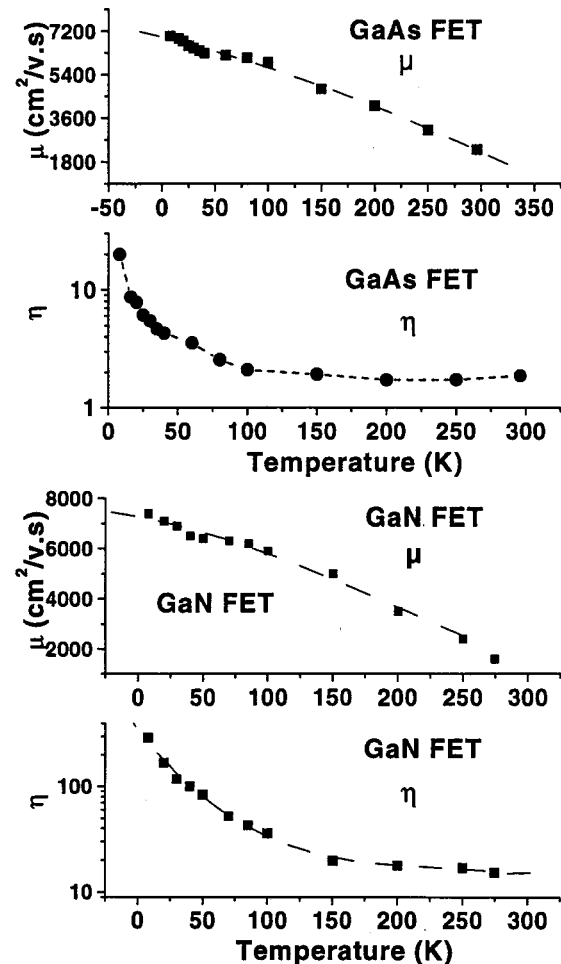 7200
5400
3600
1800
μ (cm²/v.s)
GaAs FET
μ
-50 0 50 100 150 200 250 300 350
10
1
η
GaAs FET
η
0 50 100 150 200 250 300
Temperature (K)
8000
6000
4000
2000
μ (cm²/v.s)
GaN FET
μ
GaN FET
0 50 100 150 200 250 300
100
10
η
GaN FET
η
0 50 100 150 200 250 300
Temperature (K)